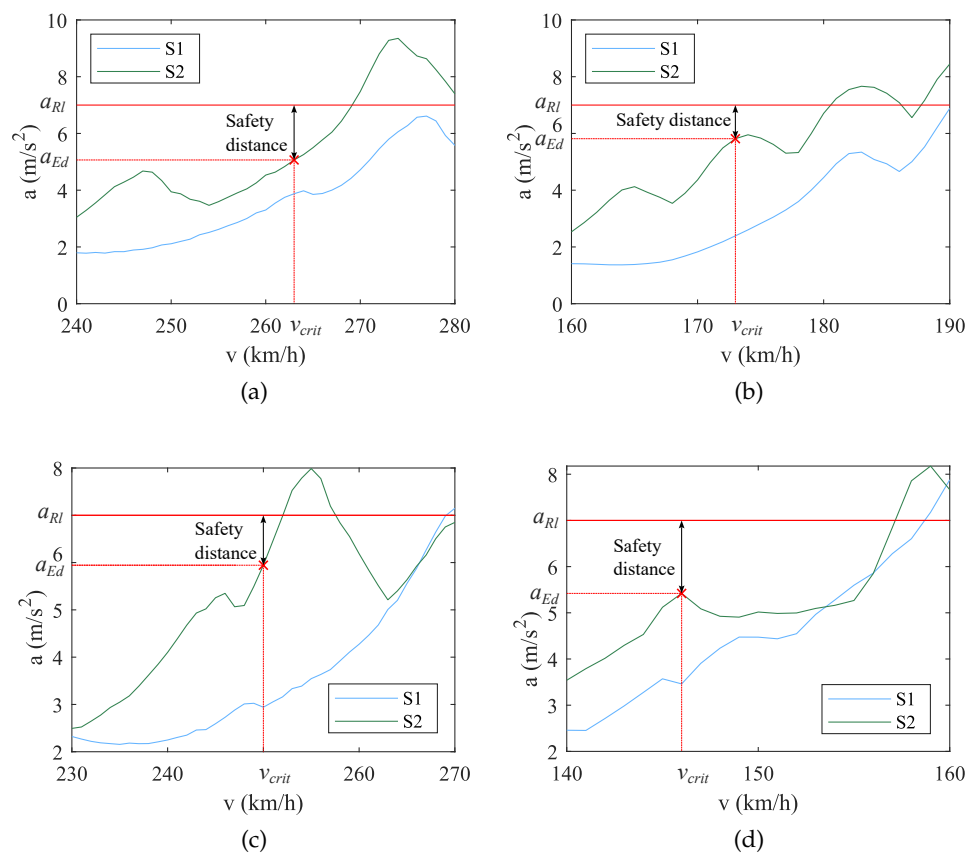 10
8
a_Rl
6
a_Ed
4
2
0
a (m/s²)
S1
S2
Safety
distance
240 250 260 v_crit 270 280
v (km/h)
(a)
10
8
a_Rl
6
a_Ed
4
2
0
a (m/s²)
S1
S2
Safety distance
160 170 v_crit 180 190
v (km/h)
(b)
8
a_Rl
6
a_Ed
5
4
3
2
a (m/s²)
Safety
distance
S1
S2
230 240 v_crit 260 270
v (km/h)
(c)
8
a_Rl
6
a_Ed
5
4
3
2
a (m/s²)
Safety
distance
S1
S2
140 v_crit 150 160
v (km/h)
(d)